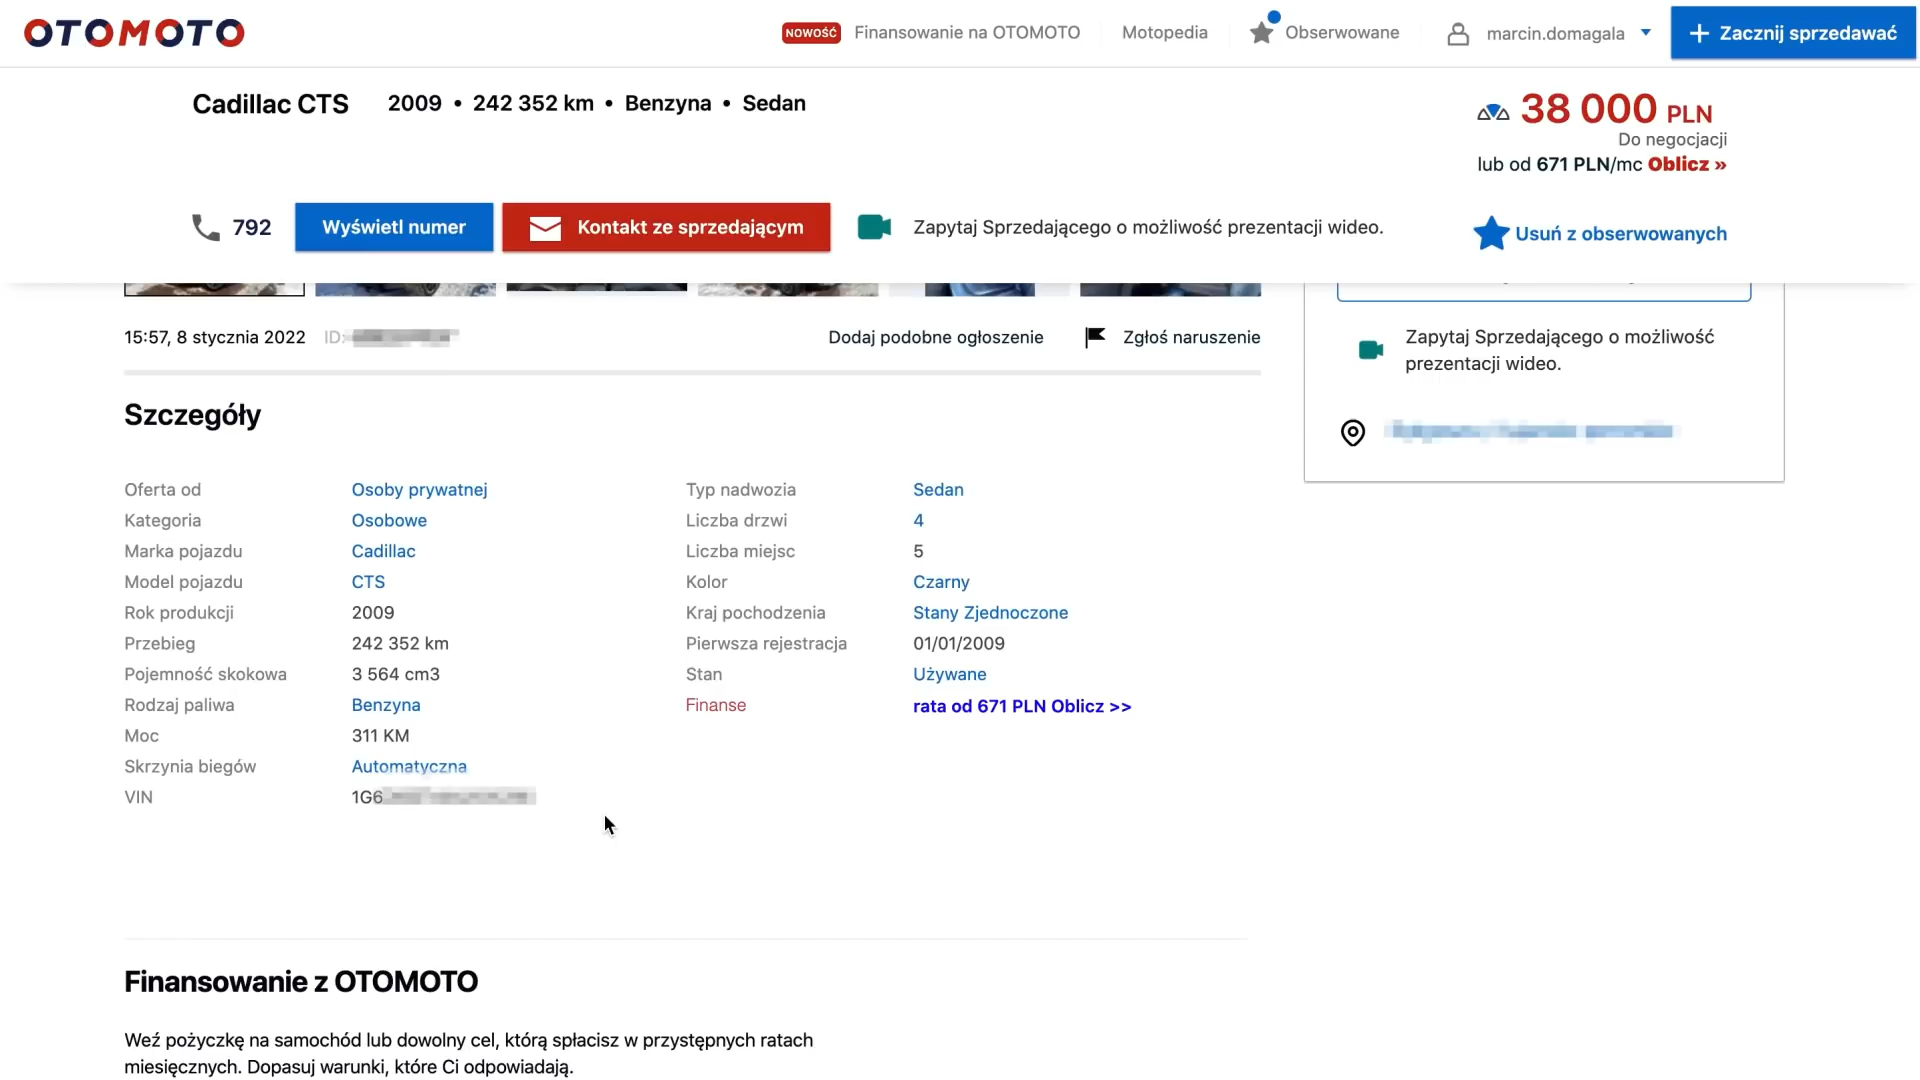 OTOMOTO
NOWOŚĆ Finansowanie na OTOMOTO Motopedia Obserwowane marcin.domagala + Zacznij sprzedawać
Cadillac CTS 2009 • 242 352 km • Benzyna • Sedan
38 000 PLN
Do negocjacji
lub od 671 PLN/mc Oblicz »
792 Wyświetl numer Kontakt ze sprzedającym Zapytaj Sprzedającego o możliwość prezentacji wideo. Usuń z obserwowanych
15:57, 8 stycznia 2022 ID: Dodaj podobne ogłoszenie Zgłoś naruszenie
Zapytaj Sprzedającego o możliwość
prezentacji wideo.
Szczegóły
Oferta od Osoby prywatnej Typ nadwozia Sedan
Kategoria Osobowe Liczba drzwi 4
Marka pojazdu Cadillac Liczba miejsc 5
Model pojazdu CTS Kolor Czarny
Rok produkcji 2009 Kraj pochodzenia Stany Zjednoczone
Przebieg 242 352 km Pierwsza rejestracja 01/01/2009
Pojemność skokowa 3 564 cm3 Stan Używane
Rodzaj paliwa Benzyna Finanse rata od 671 PLN Oblicz >>
Moc 311 KM
Skrzynia biegów Automatyczna
VIN 1G6
Finansowanie z OTOMOTO
Weź pożyczkę na samochód lub dowolny cel, którą spłacisz w przystępnych ratach
miesięcznych. Dopasuj warunki, które Ci odpowiadają.